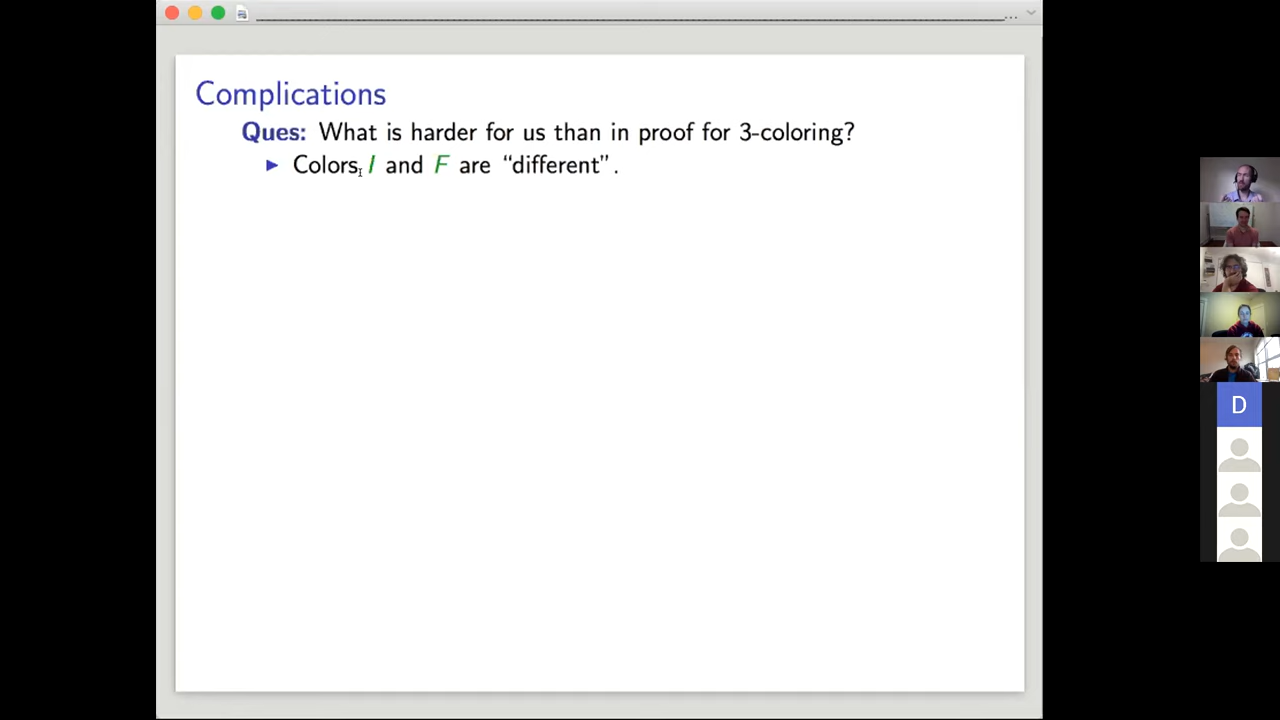 Complications
Ques: What is harder for us than in proof for 3-coloring?
▶ Colors I and F are “different”.
D